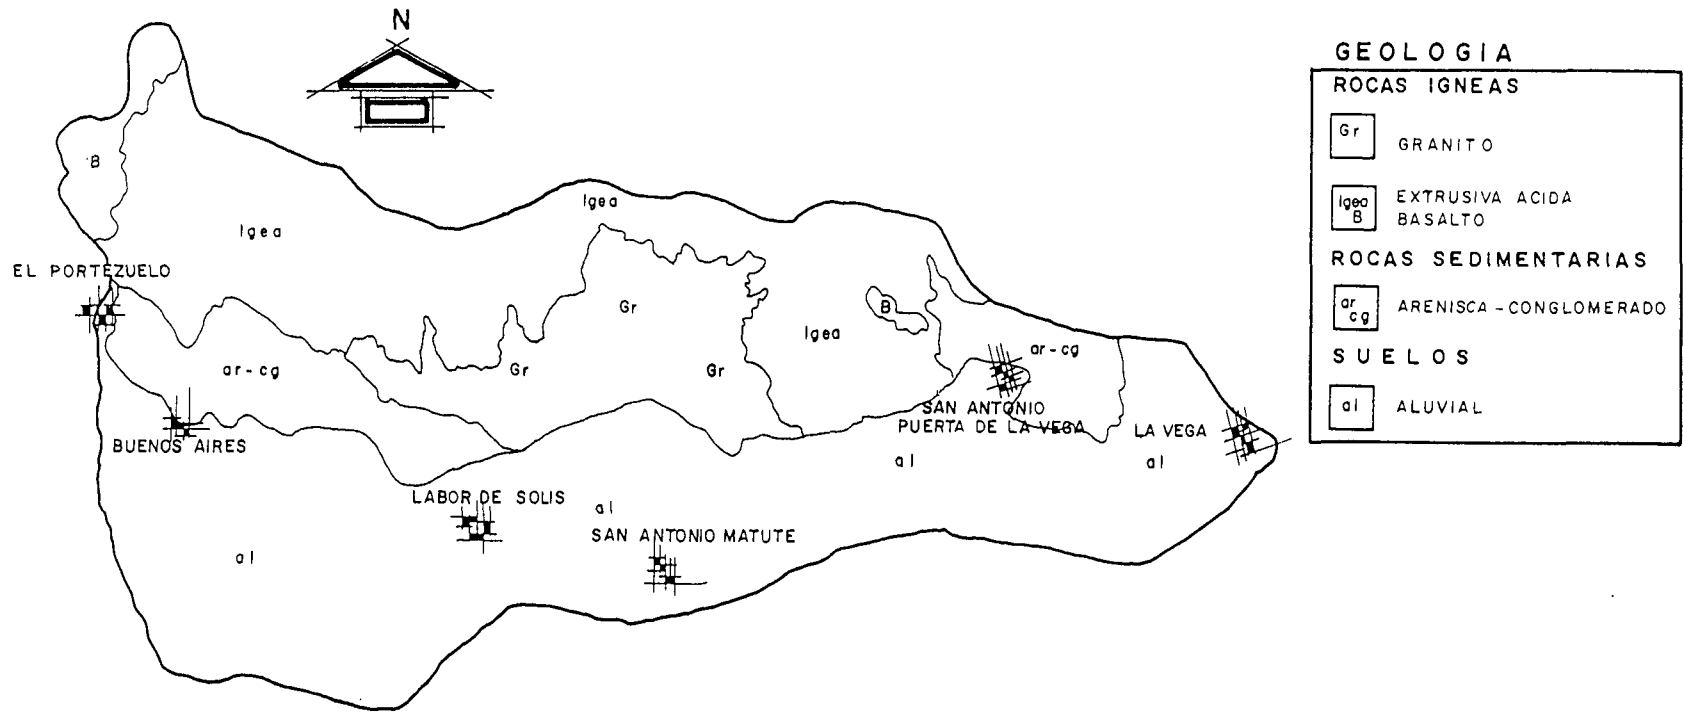 N
B
Igea
Igea
EL PORTEZUELO
Gr
B
Igea
ar-cg
ar-cg
Gr
Gr
SAN ANTONIO
PUERTA DE LA VEGA
LA VEGA
BUENOS AIRES
al
al
LABOR DE SOLIS
al
SAN ANTONIO MATUTE
al
GEOLOGIA
ROCAS IGNEAS
Gr
GRANITO
Igea
B
EXTRUSIVA ACIDA
BASALTO
ROCAS SEDIMENTARIAS
ar
cg
ARENISCA-CONGLOMERADO
SUELOS
al
ALUVIAL